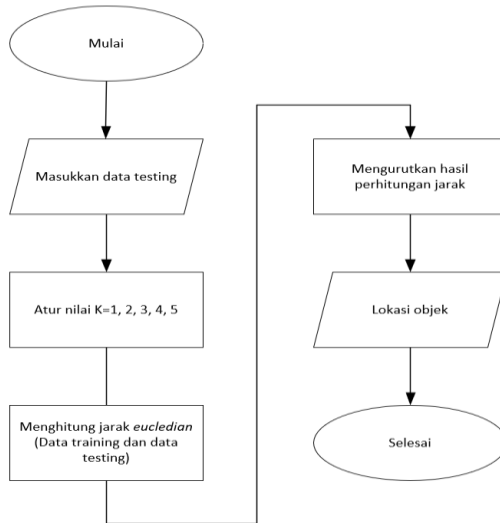 Mulai
Masukkan data testing
Atur nilai K=1, 2, 3, 4, 5
Menghitung jarak eucledian
(Data training dan data
testing)
Mengurutkan hasil
perhitungan jarak
Lokasi objek
Selesai